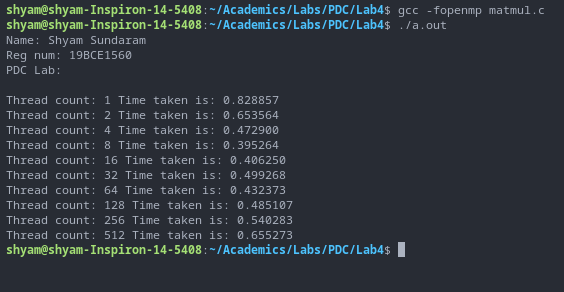 shyam@shyam-Inspiron-14-5408:~/Academics/Labs/PDC/Lab4$ gcc -fopenmp matmul.c
shyam@shyam-Inspiron-14-5408:~/Academics/Labs/PDC/Lab4$ ./a.out
Name: Shyam Sundaram
Reg num: 19BCE1560
PDC Lab:
Thread count: 1 Time taken is: 0.828857
Thread count: 2 Time taken is: 0.653564
Thread count: 4 Time taken is: 0.472900
Thread count: 8 Time taken is: 0.395264
Thread count: 16 Time taken is: 0.406250
Thread count: 32 Time taken is: 0.499268
Thread count: 64 Time taken is: 0.432373
Thread count: 128 Time taken is: 0.485107
Thread count: 256 Time taken is: 0.540283
Thread count: 512 Time taken is: 0.655273
shyam@shyam-Inspiron-14-5408:~/Academics/Labs/PDC/Lab4$